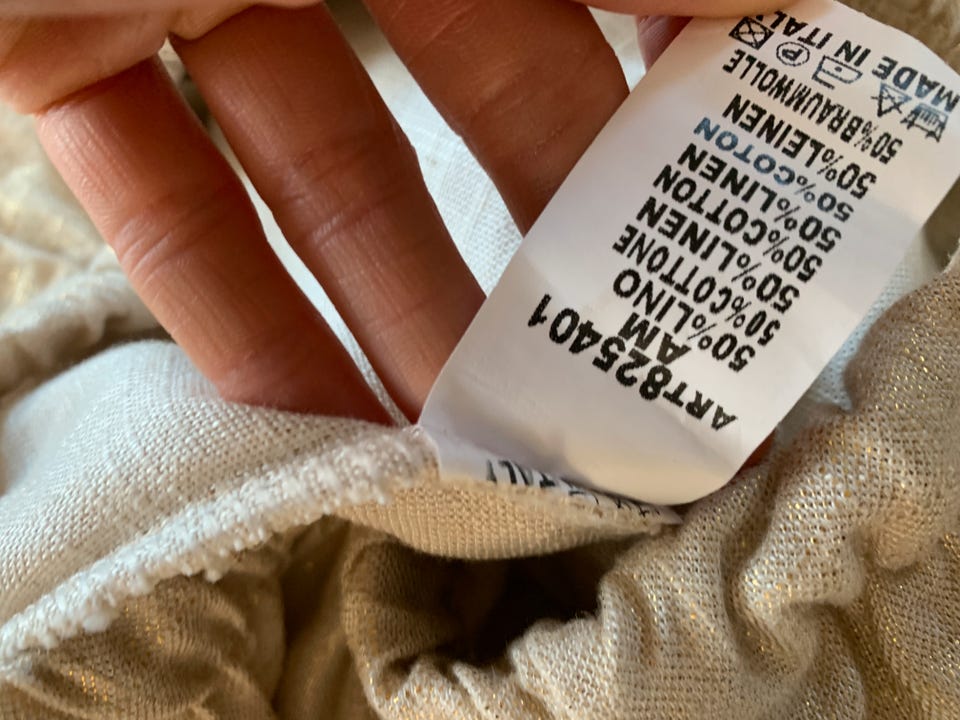 ART825401
AM
50%LINO
50%COTTONE
50%LINEN
50%COTTON
50%LINEN
50%COTON
50%LEINEN
50%BRAUMWOLLE
P
MADE IN ITALY